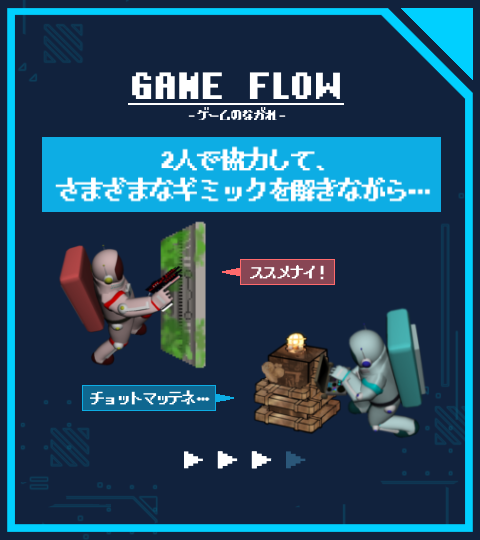 GAME FLOW
-ゲームのながれ-
2人で協力して、
さまざまなギミックを解きながら…
ススメナイ！
チョットマッテネ…